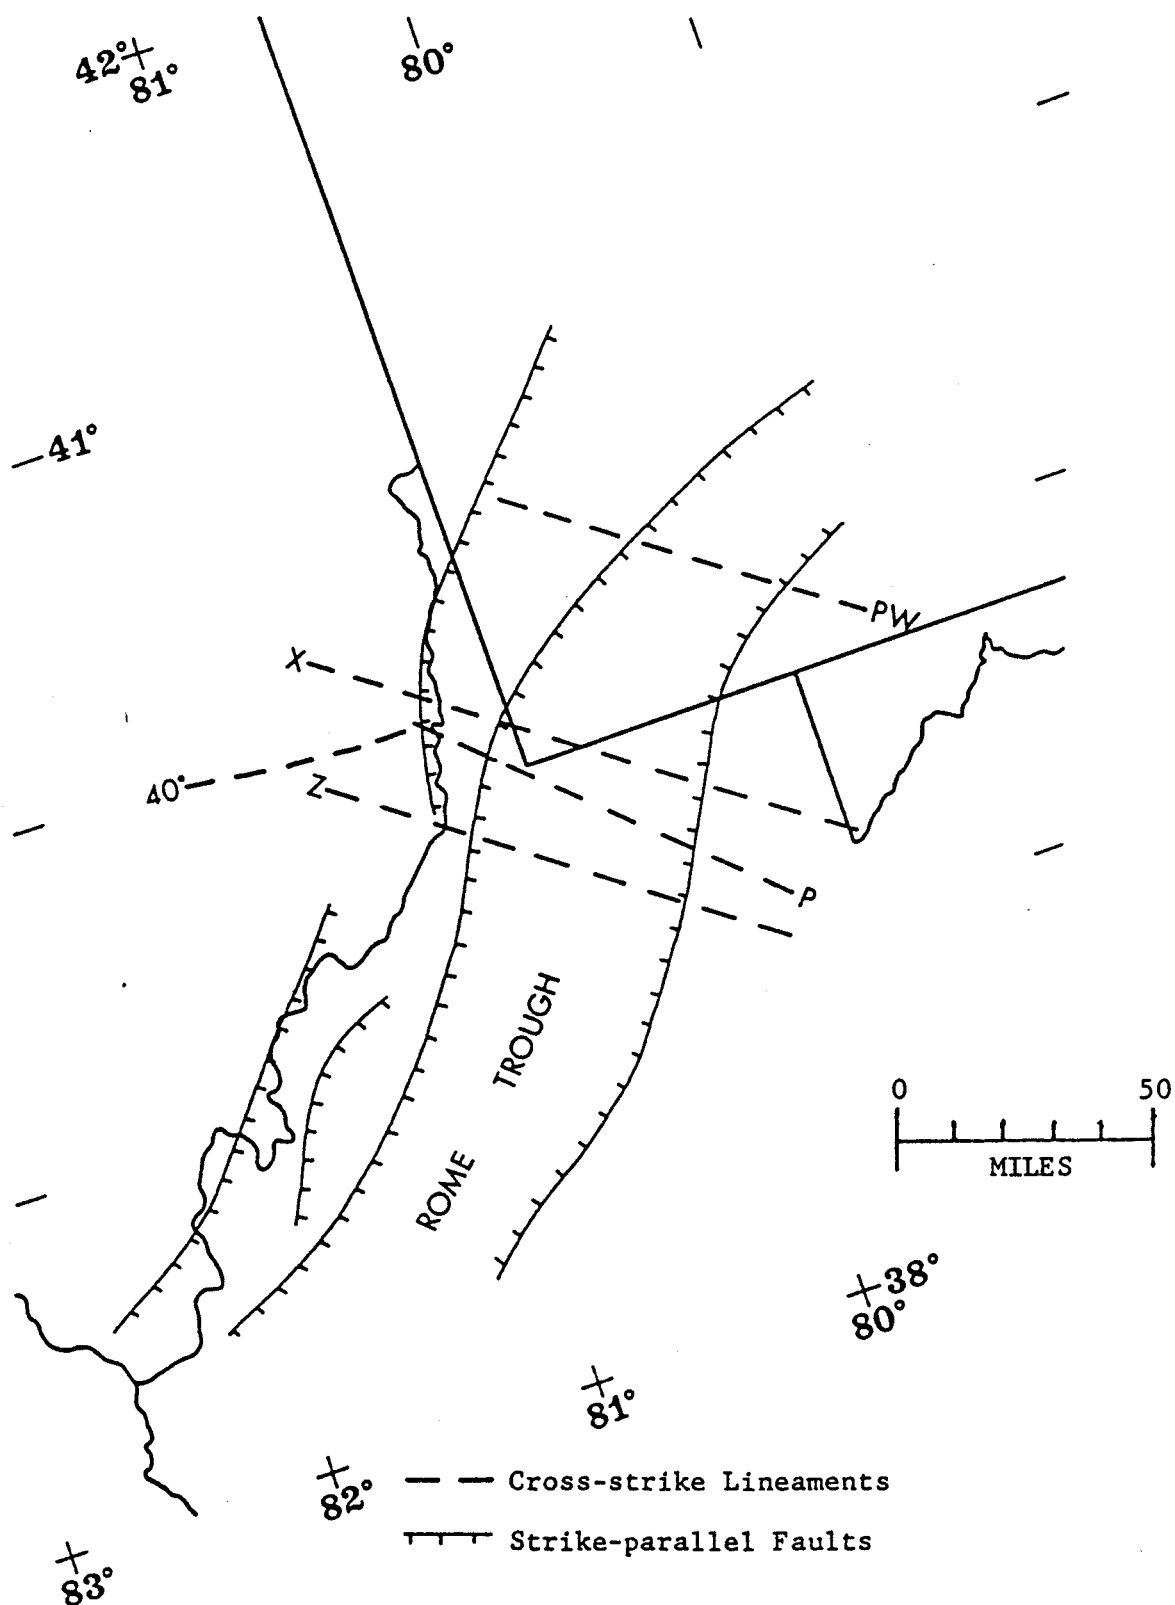 42°
81°
80°
41°
PW
X
40°
Z
P
TROUGH
ROME
0 50
MILES
38°
80°
81°
82°
83°
Cross-strike Lineaments
Strike-parallel Faults